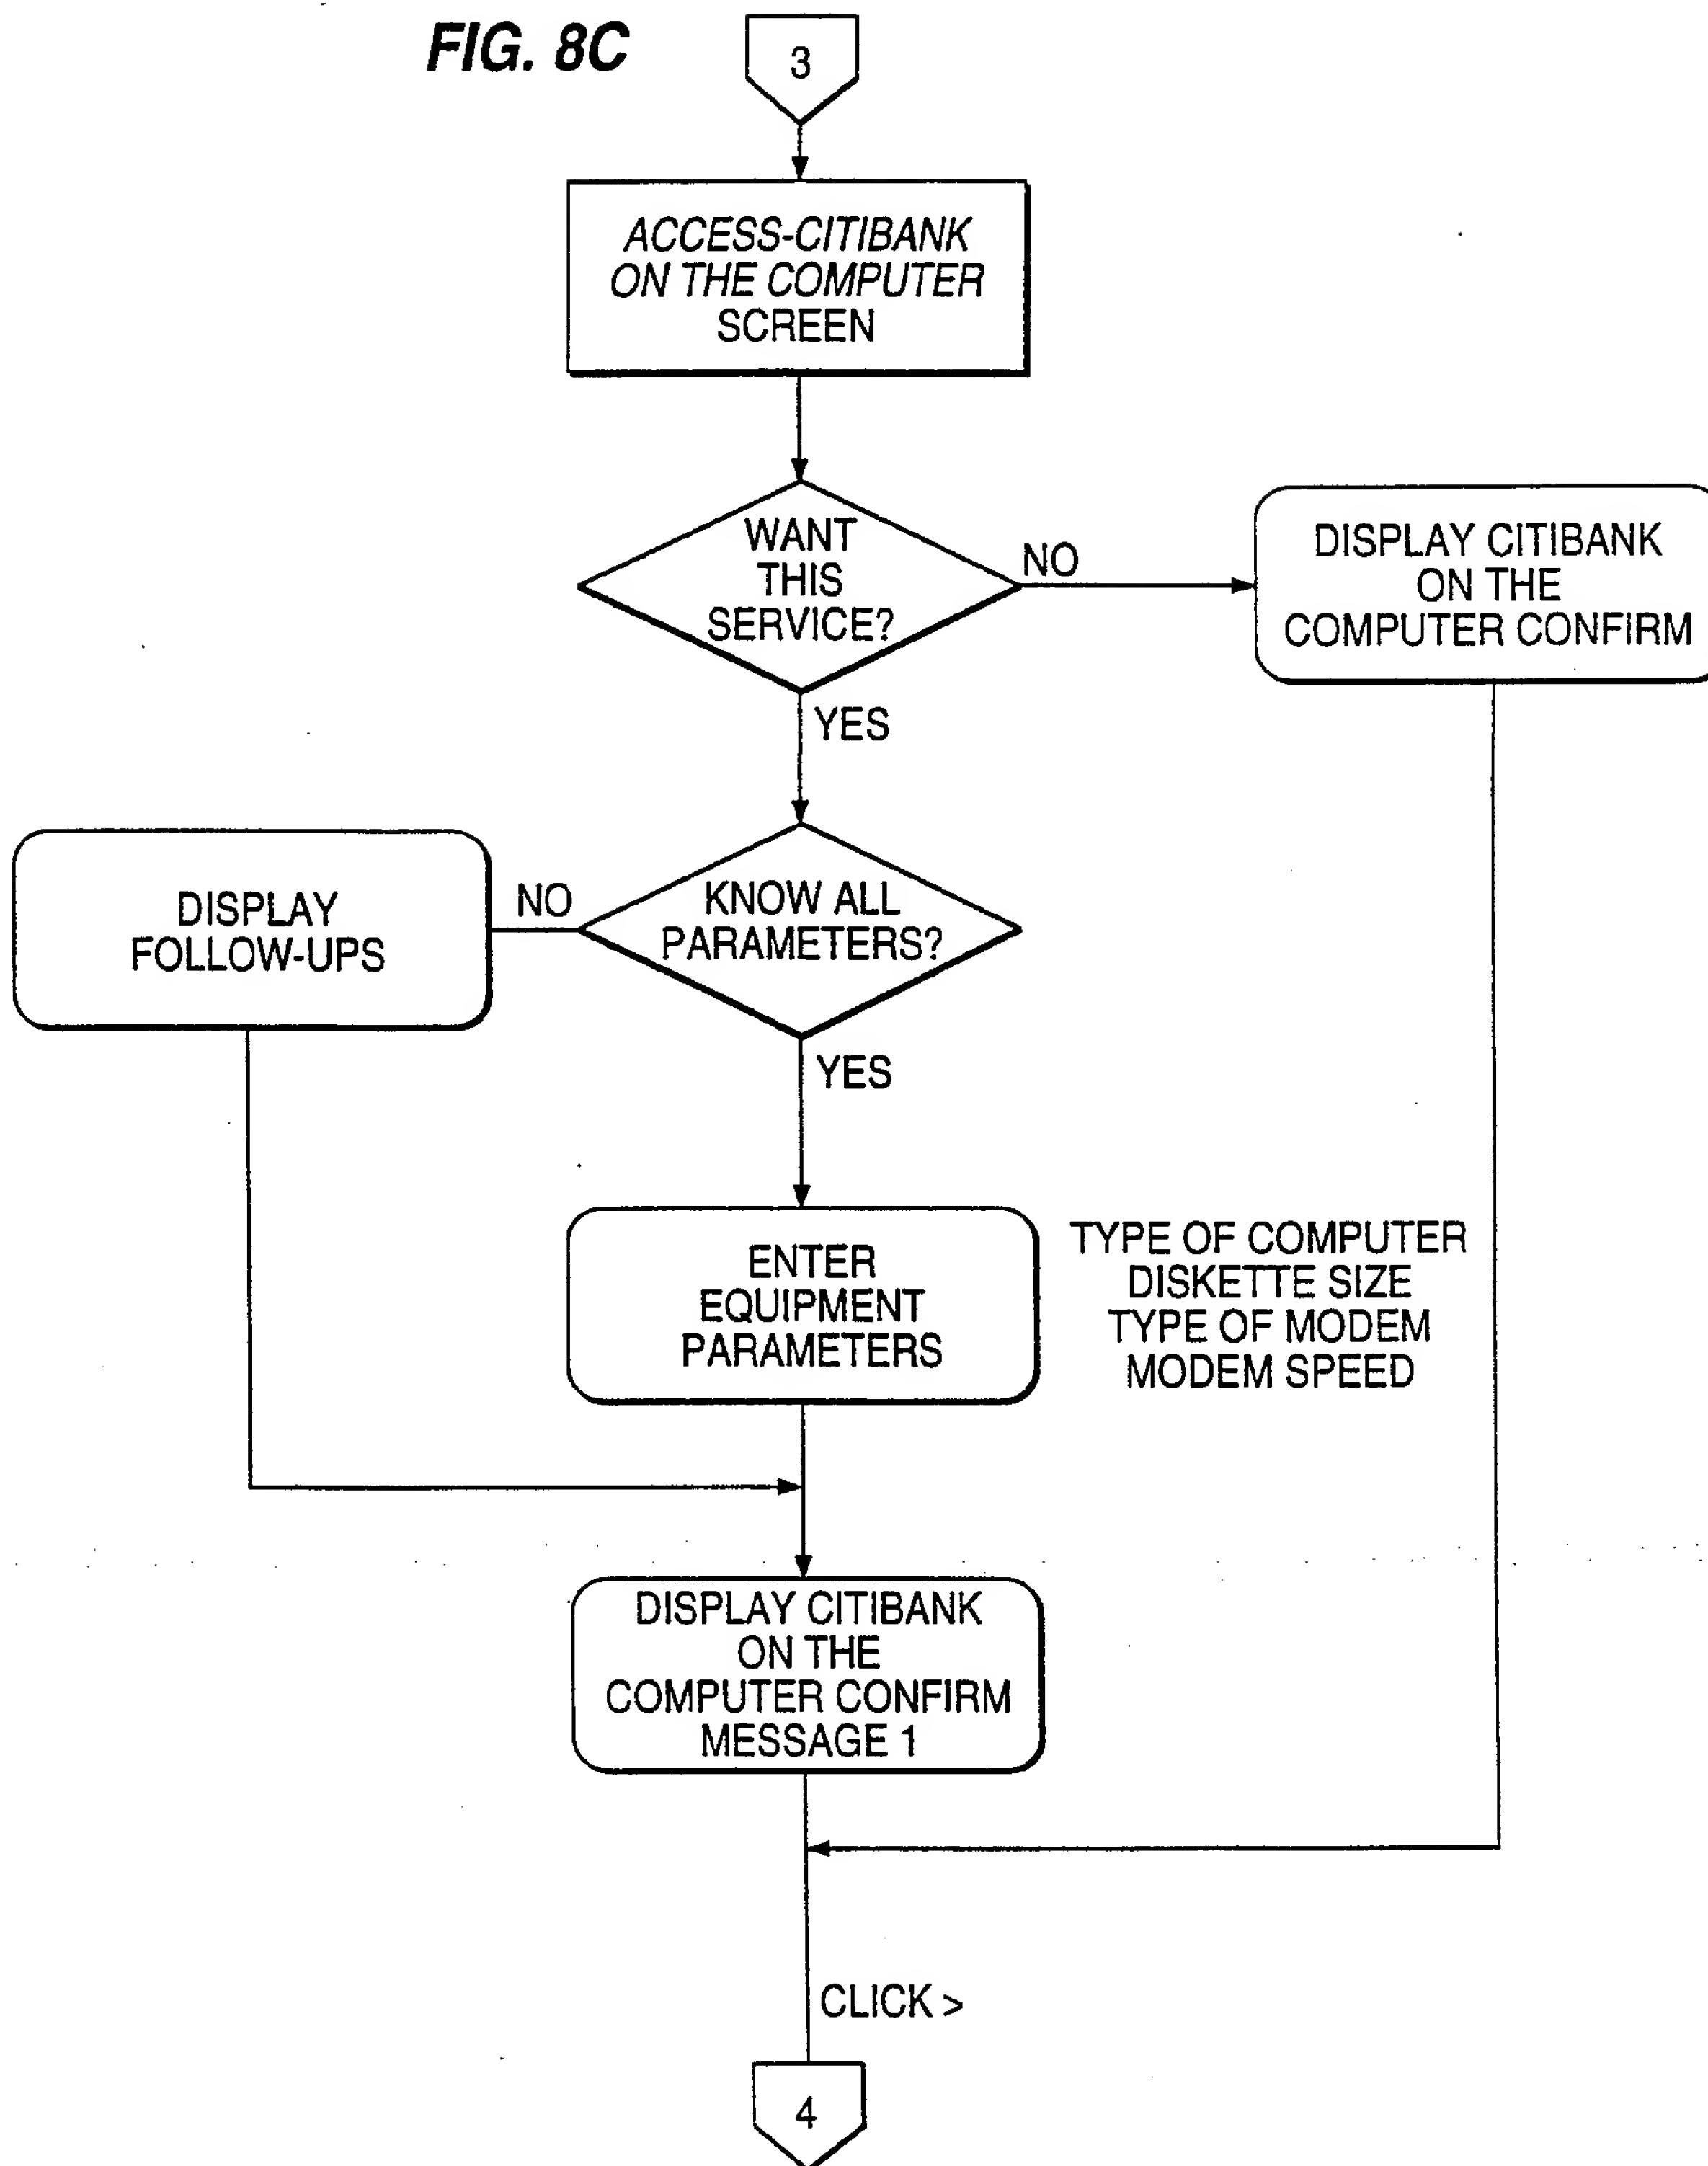 FIG. 8C
3
ACCESS-CITIBANK
ON THE COMPUTER
SCREEN
WANT
THIS
SERVICE?
NO
DISPLAY CITIBANK
ON THE
COMPUTER CONFIRM
YES
DISPLAY
FOLLOW-UPS
NO
KNOW ALL
PARAMETERS?
YES
ENTER
EQUIPMENT
PARAMETERS
TYPE OF COMPUTER
DISKETTE SIZE
TYPE OF MODEM
MODEM SPEED
DISPLAY CITIBANK
ON THE
COMPUTER CONFIRM
MESSAGE 1
CLICK >
4